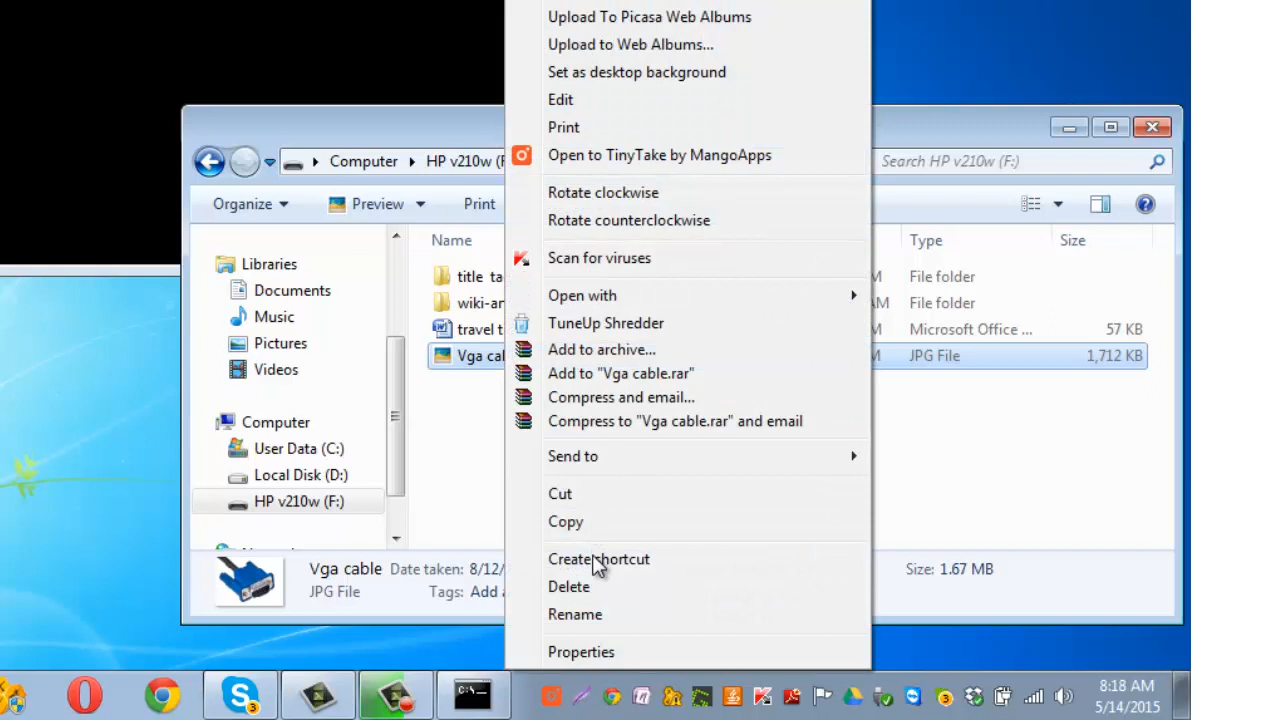 Upload To Picasa Web Albums
Upload to Web Albums...
Set as desktop background
Edit
Print
Open to TinyTake by MangoApps
Rotate clockwise
Rotate counterclockwise
Scan for viruses
Open with
TuneUp Shredder
Add to archive...
Add to "Vga cable.rar"
Compress and email...
Compress to "Vga cable.rar" and email
Send to
Cut
Copy
Create shortcut
Delete
Rename
Properties
Computer
HP v210w (F
Search HP v210w (F:)
Organize
Preview
Print
Libraries
Documents
Music
Pictures
Videos
Computer
User Data (C:)
Local Disk (D:)
HP v210w (F:)
Name
Type
Size
title ta
M
File folder
wiki-an
AM
File folder
travel t
M
Microsoft Office ...
57 KB
Vga cal
M
JPG File
1,712 KB
Vga cable
Date taken: 8/12/
Size: 1.67 MB
JPG File
Tags: Add a
3
C:\
3
8:18 AM
5/14/2015